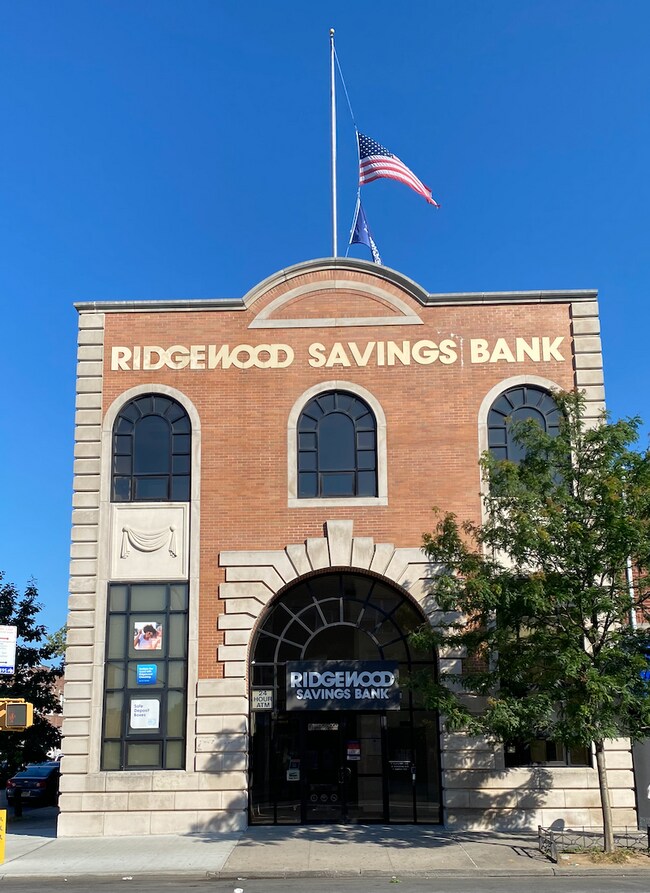 RIDGEWOOD SAVINGS BANK
RIDGEWOOD
SAVINGS BANK
24
HOUR
ATM
Safe
Deposit
Boxes